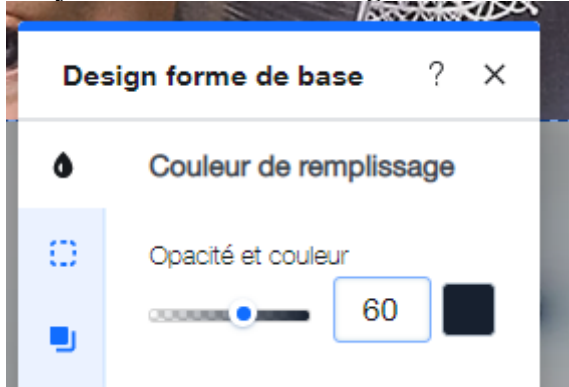 Design forme de base ? ×
Couleur de remplissage
Opacité et couleur
60